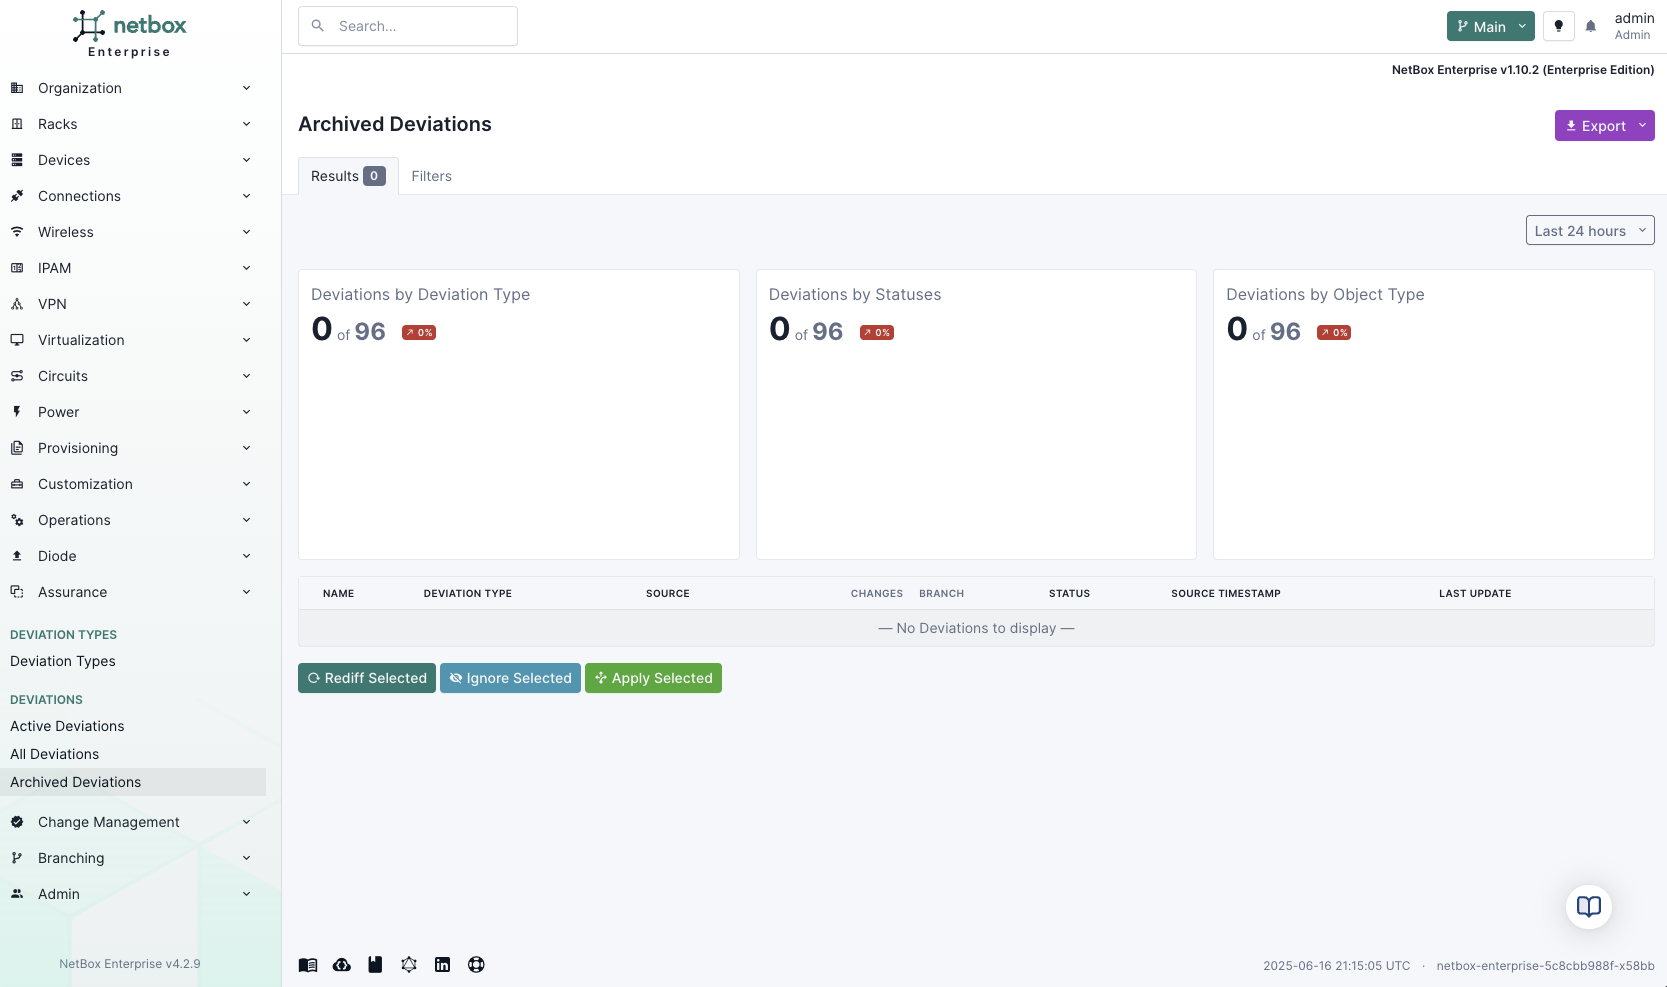 netbox
Enterprise
Organization
Racks
Devices
Connections
Wireless
IPAM
VPN
Virtualization
Circuits
Power
Provisioning
Customization
Operations
Diode
Assurance
DEVIATION TYPES
Deviation Types
DEVIATIONS
Active Deviations
All Deviations
Archived Deviations
Change Management
Branching
Admin
NetBox Enterprise v4.2.9
Search...
Main
admin
Admin
NetBox Enterprise v1.10.2 (Enterprise Edition)
Archived Deviations
Export
Results 0
Filters
Last 24 hours
Deviations by Deviation Type
0 of 96 0%
Deviations by Statuses
0 of 96 0%
Deviations by Object Type
0 of 96 0%
NAME DEVIATION TYPE SOURCE CHANGES BRANCH STATUS SOURCE TIMESTAMP LAST UPDATE
— No Deviations to display —
Rediff Selected
Ignore Selected
Apply Selected
2025-06-16 21:15:05 UTC · netbox-enterprise-5c8cbb988f-x58bb